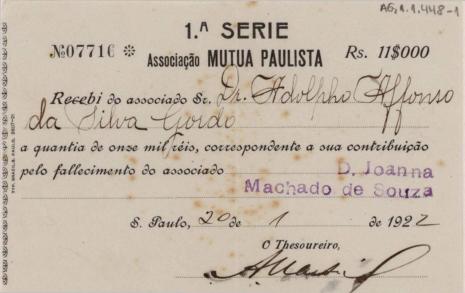 AG.1.1.448-1
1.ª SERIE
№07716 * Associação MUTUA PAULISTA Rs. 11$000
Recebi do associado Sr. Dr. Adolpho Affonso
da Silva Gordo
a quantia de onze mil réis, correspondente a sua contribuição
pelo fallecimento do associado D. Joanna
Machado de Souza
S. Paulo, 20 de 1 de 1922
O Thesoureiro,